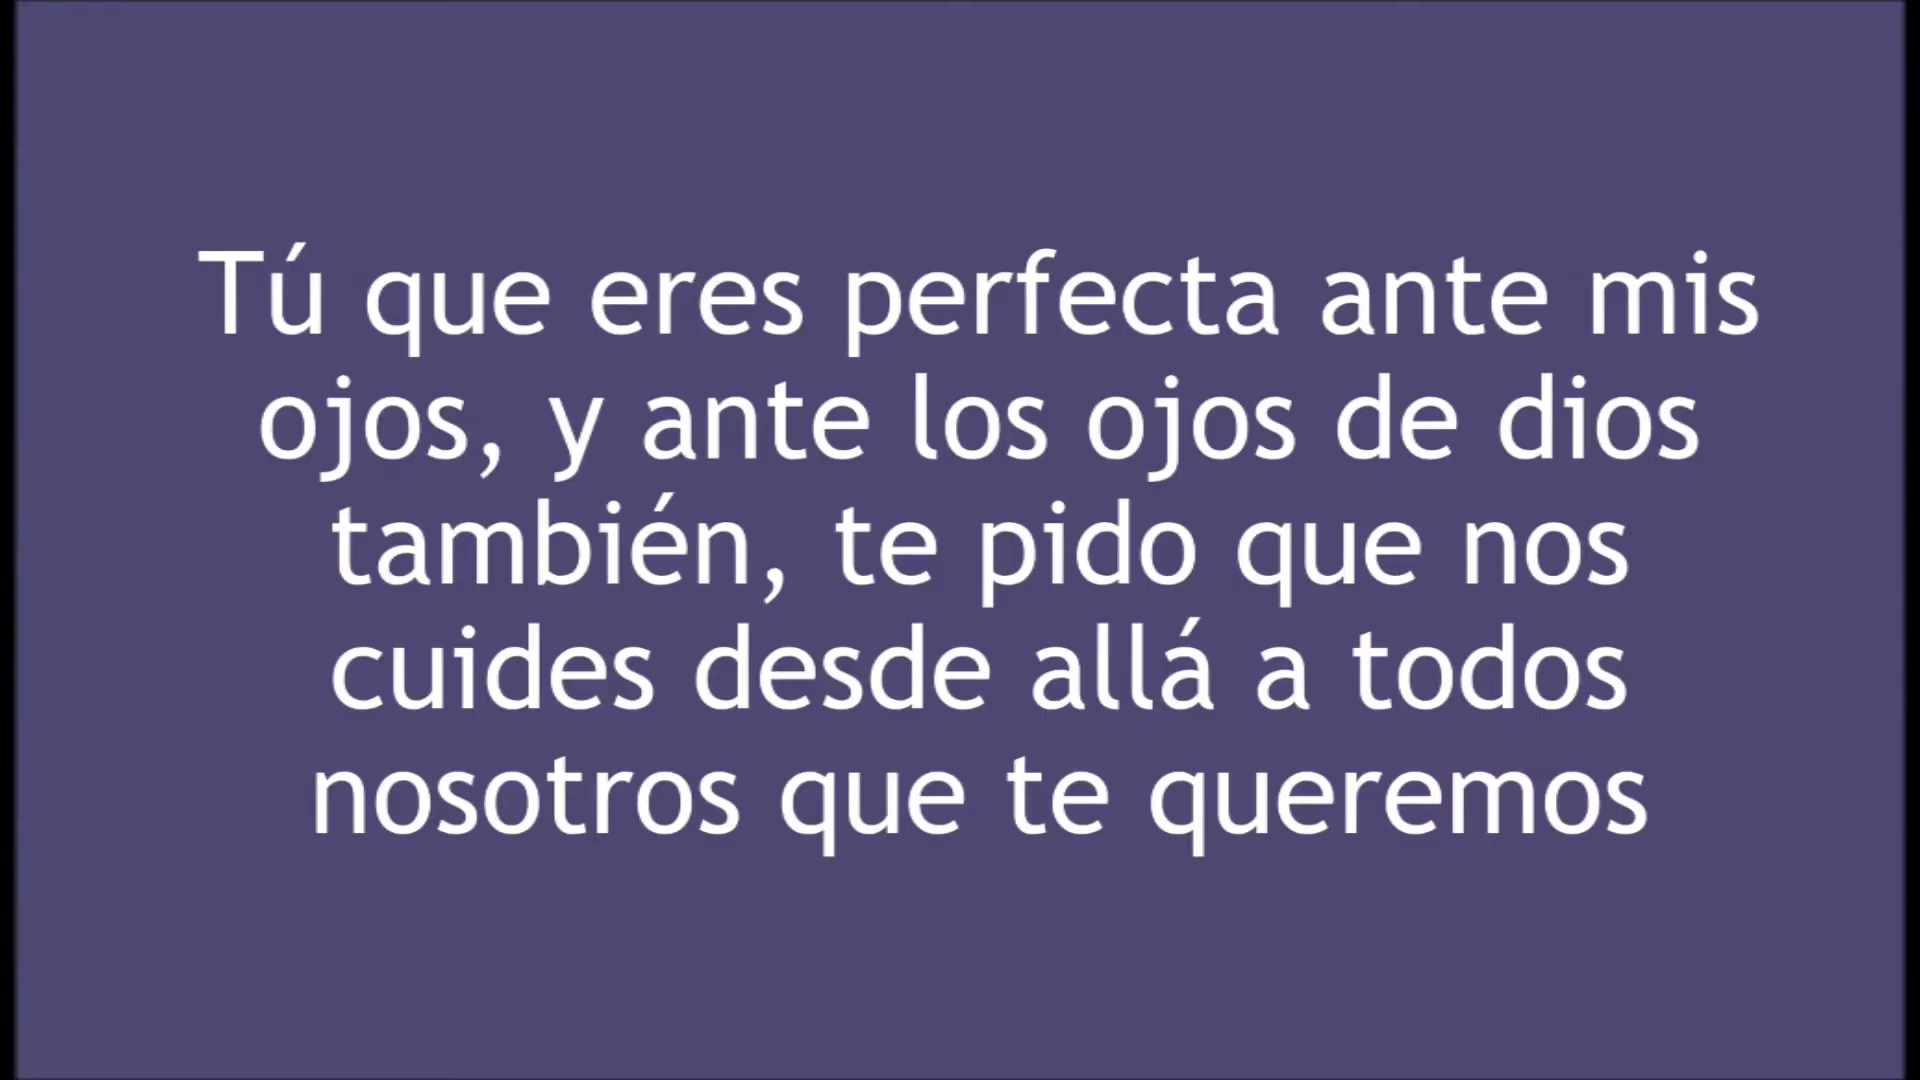 Tú que eres perfecta ante mis
ojos, y ante los ojos de dios
también, te pido que nos
cuides desde allá a todos
nosotros que te queremos